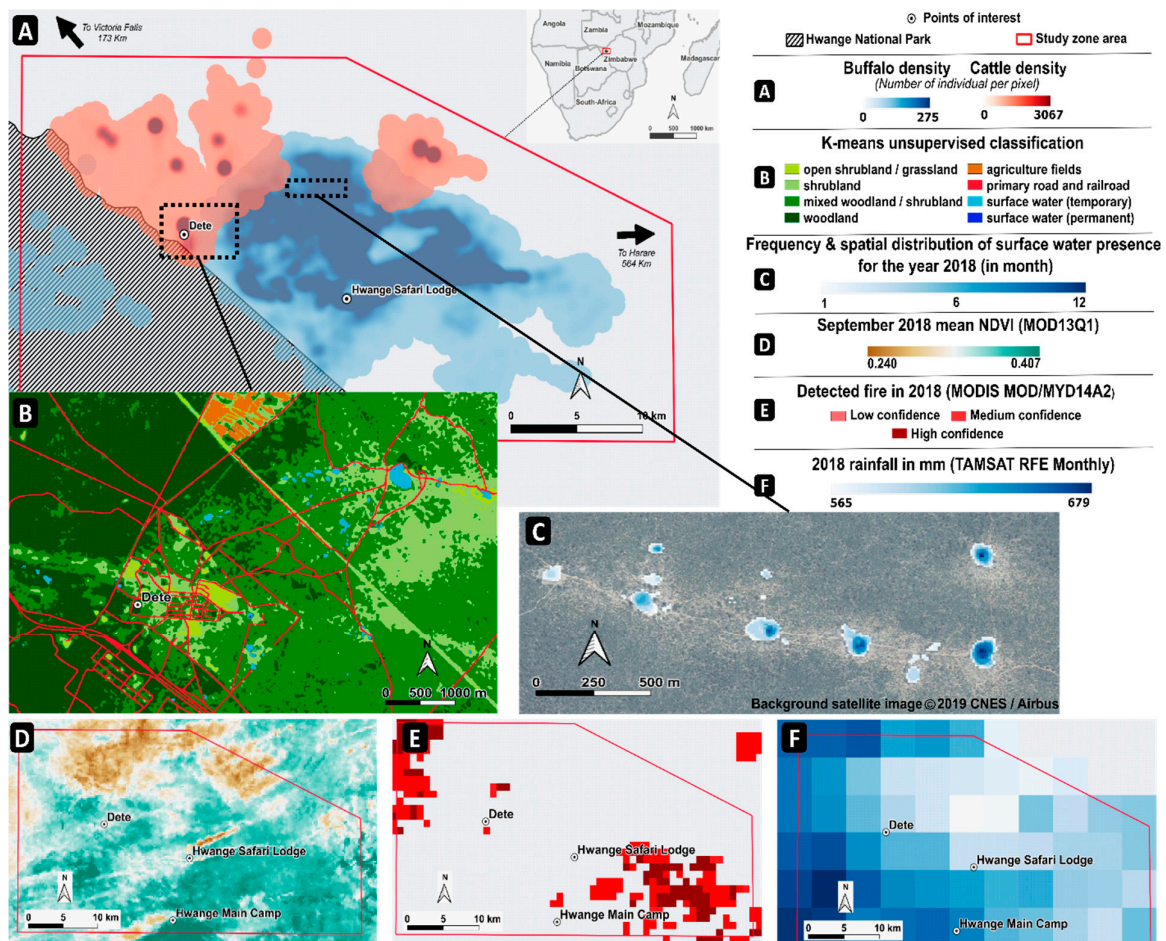 A
To Victoria Falls
173 Km
Angola
Zambia
Mozambique
Madagascar
Namibia
Zimbabwe
Botswana
South-Africa
N
0 500 1000 km
Dete
Hwange Safari Lodge
To Harare
564 Km
N
0 5 10 km
Points of interest
Hwange National Park
Study zone area
A
Buffalo density
Cattle density
(Number of individual per pixel)
0 275
0 3067
B
K-means unsupervised classification
open shrubland / grassland
agriculture fields
shrubland
primary road and railroad
mixed woodland / shrubland
surface water (temporary)
woodland
surface water (permanent)
Frequency & spatial distribution of surface water presence
for the year 2018 (in month)
C
1 6 12
September 2018 mean NDVI (MOD13Q1)
D
0.240 0.407
Detected fire in 2018 (MODIS MOD/MYD14A2)
E
Low confidence
Medium confidence
High confidence
2018 rainfall in mm (TAMSAT RFE Monthly)
F
565 679
B
Dete
N
0 500 1000 m
C
N
0 250 500 m
Background satellite image © 2019 CNES / Airbus
D
Dete
Hwange Safari Lodge
N
Hwange Main Camp
0 5 10 km
E
Dete
Hwange Safari Lodge
N
Hwange Main Camp
0 5 10 km
F
Dete
Hwange Safari Lodge
N
Hwange Main Camp
0 5 10 km